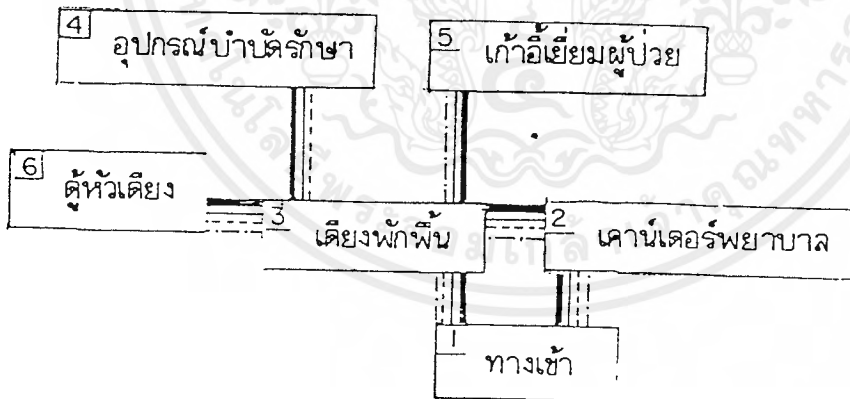 4
อุปกรณ์บำบัดรักษา
5
เก้าอี้เยี่ยมผู้ป่วย
6
ตู้หัวเตียง
3
เตียงพักฟื้น
2
เคาน์เตอร์พยาบาล
1
ทางเข้า